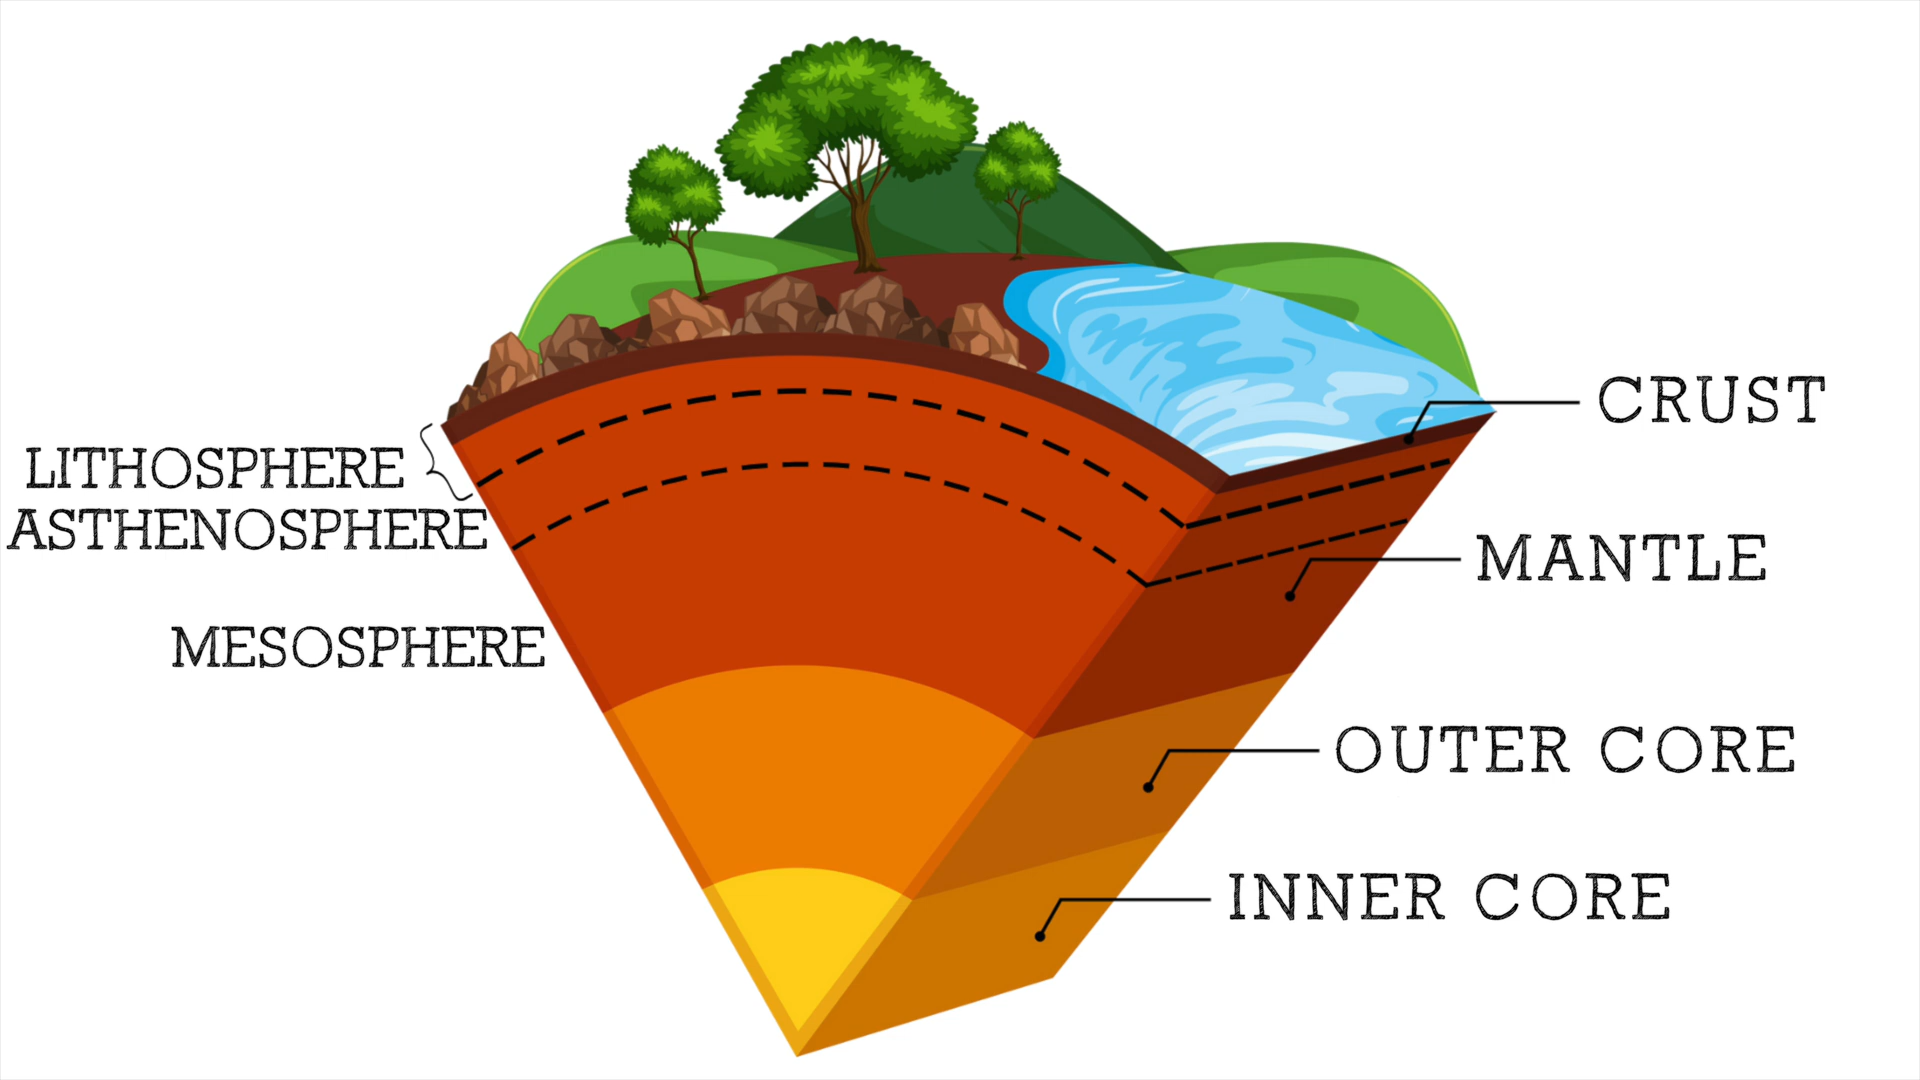 CRUST
LITHOSPHERE
ASTHENOSPHERE
MANTLE
MESOSPHERE
OUTER CORE
INNER CORE